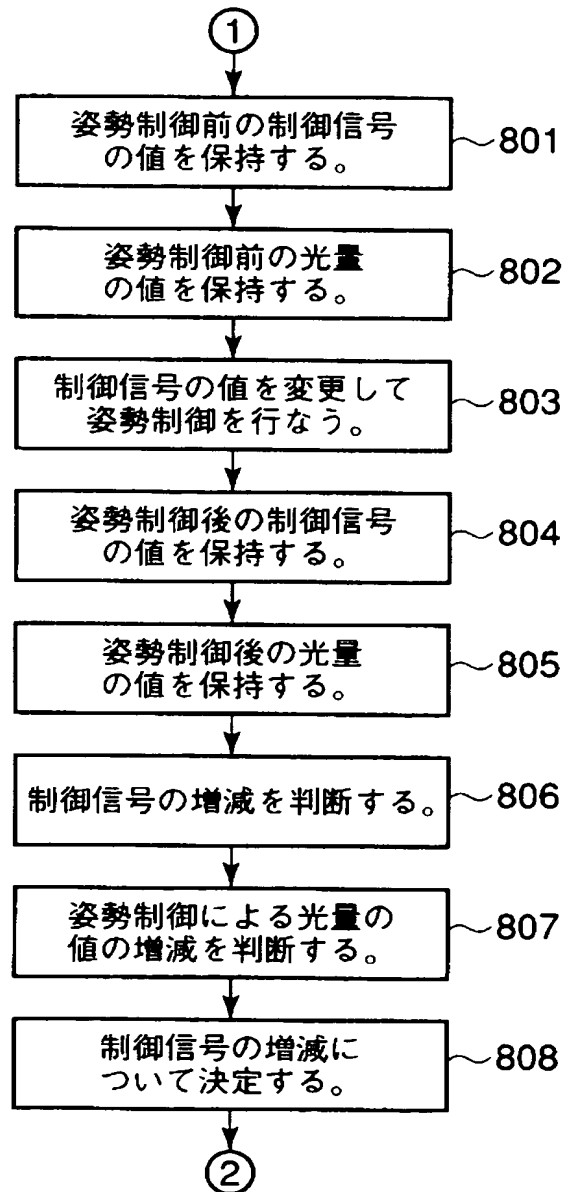 ①
姿勢制御前の制御信号
の値を保持する。
801
姿勢制御前の光量
の値を保持する。
802
制御信号の値を変更して
姿勢制御を行なう。
803
姿勢制御後の制御信号
の値を保持する。
804
姿勢制御後の光量
の値を保持する。
805
制御信号の増減を判断する。
806
姿勢制御による光量の
値の増減を判断する。
807
制御信号の増減に
ついて決定する。
808
②